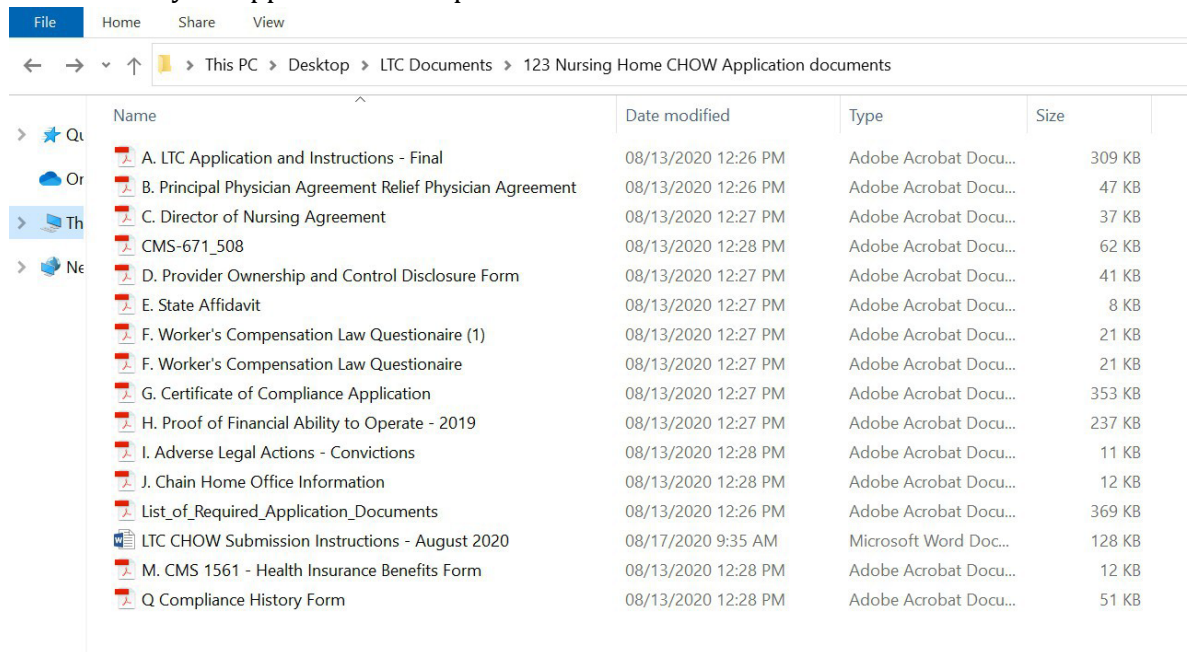 File Home Share View
> This PC > Desktop > LTC Documents > 123 Nursing Home CHOW Application documents
Name Date modified Type Size
Qu
Or
Th
Ne
A. LTC Application and Instructions - Final 08/13/2020 12:26 PM Adobe Acrobat Docu... 309 KB
B. Principal Physician Agreement Relief Physician Agreement 08/13/2020 12:26 PM Adobe Acrobat Docu... 47 KB
C. Director of Nursing Agreement 08/13/2020 12:27 PM Adobe Acrobat Docu... 37 KB
CMS-671_508 08/13/2020 12:28 PM Adobe Acrobat Docu... 62 KB
D. Provider Ownership and Control Disclosure Form 08/13/2020 12:27 PM Adobe Acrobat Docu... 41 KB
E. State Affidavit 08/13/2020 12:27 PM Adobe Acrobat Docu... 8 KB
F. Worker's Compensation Law Questionaire (1) 08/13/2020 12:27 PM Adobe Acrobat Docu... 21 KB
F. Worker's Compensation Law Questionaire 08/13/2020 12:27 PM Adobe Acrobat Docu... 21 KB
G. Certificate of Compliance Application 08/13/2020 12:27 PM Adobe Acrobat Docu... 353 KB
H. Proof of Financial Ability to Operate - 2019 08/13/2020 12:27 PM Adobe Acrobat Docu... 237 KB
I. Adverse Legal Actions - Convictions 08/13/2020 12:28 PM Adobe Acrobat Docu... 11 KB
J. Chain Home Office Information 08/13/2020 12:28 PM Adobe Acrobat Docu... 12 KB
List_of_Required_Application_Documents 08/13/2020 12:26 PM Adobe Acrobat Docu... 369 KB
LTC CHOW Submission Instructions - August 2020 08/17/2020 9:35 AM Microsoft Word Doc... 128 KB
M. CMS 1561 - Health Insurance Benefits Form 08/13/2020 12:28 PM Adobe Acrobat Docu... 12 KB
Q Compliance History Form 08/13/2020 12:28 PM Adobe Acrobat Docu... 51 KB